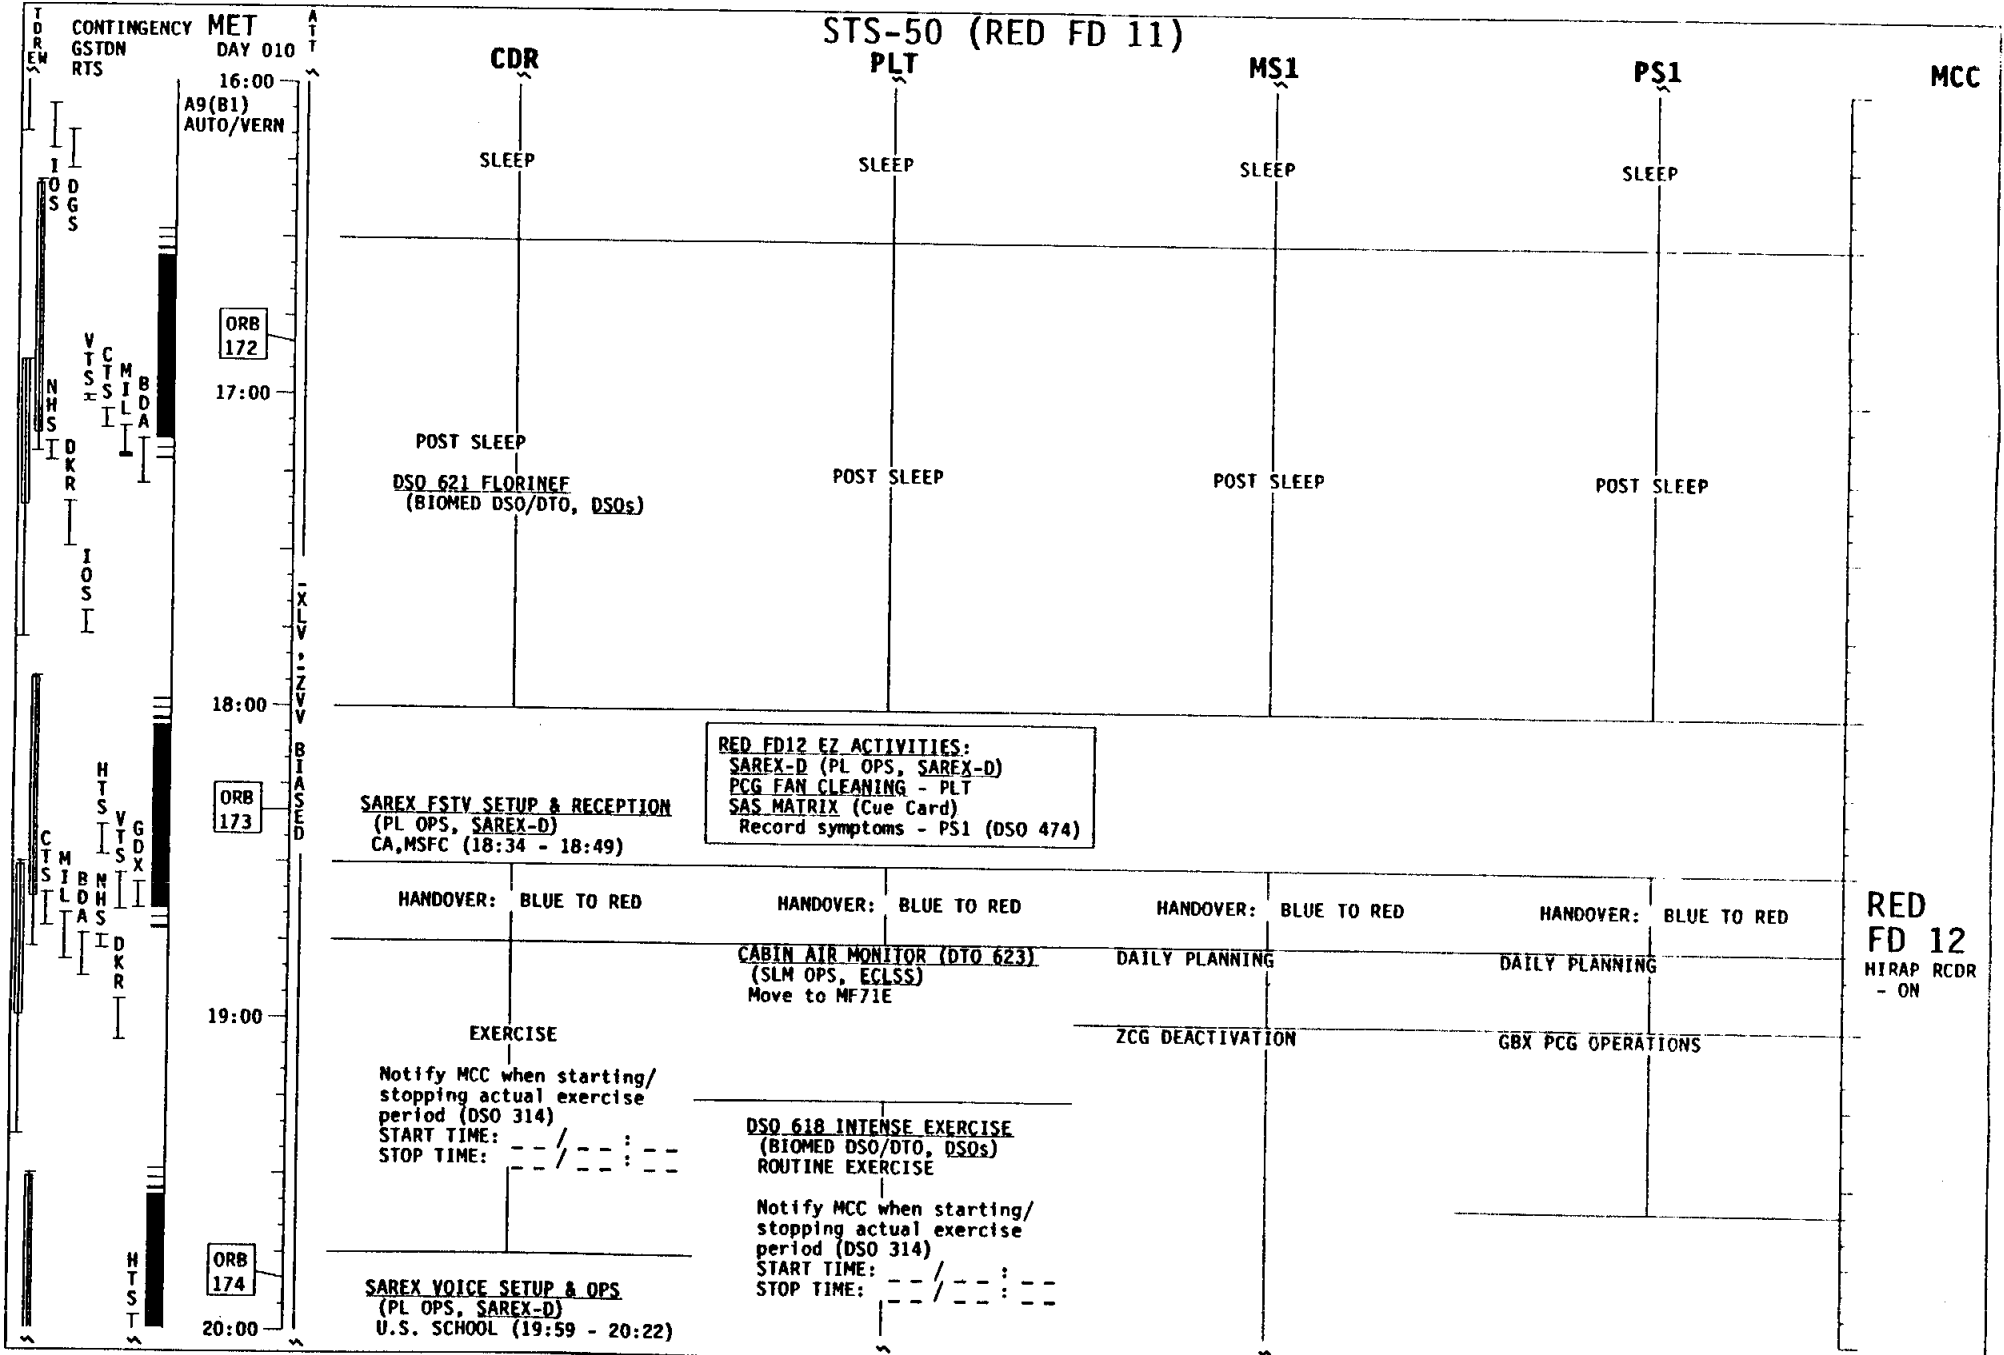 STS-50 (RED FD 11)
TDRE W
CONTINGENCY
GSTDN
RTS
MET
DAY 010
ATT
CDR
PLT
MS1
PS1
MCC
16:00
A9(B1)
AUTO/VERN
IOS
DGS
SLEEP
SLEEP
SLEEP
SLEEP
ORB
172
VTS
CTS
MIL
BDA
NHS
DKR
17:00
POST SLEEP
DSO 621 FLORINEF
(BIOMED DSO/DTO, DSOs)
POST SLEEP
POST SLEEP
POST SLEEP
IOS
-XLV,-ZVV BIASED
18:00
RED FD12 EZ ACTIVITIES:
SAREX-D (PL OPS, SAREX-D)
PCG FAN CLEANING - PLT
SAS MATRIX (Cue Card)
Record symptoms - PS1 (DSO 474)
HTS
VTS
GDX
CTS
MIL
BDA
NHS
DKR
ORB
173
SAREX FSTV SETUP & RECEPTION
(PL OPS, SAREX-D)
CA,MSFC (18:34 - 18:49)
HANDOVER: BLUE TO RED
HANDOVER: BLUE TO RED
HANDOVER: BLUE TO RED
HANDOVER: BLUE TO RED
RED
FD 12
HIRAP RCDR
- ON
CABIN AIR MONITOR (DTO 623)
(SLM OPS, ECLSS)
Move to MF71E
DAILY PLANNING
DAILY PLANNING
19:00
EXERCISE
ZCG DEACTIVATION
GBX PCG OPERATIONS
Notify MCC when starting/
stopping actual exercise
period (DSO 314)
START TIME: _ _ / _ _ : _ _
STOP TIME: _ _ / _ _ : _ _
DSO 618 INTENSE EXERCISE
(BIOMED DSO/DTO, DSOs)
ROUTINE EXERCISE
Notify MCC when starting/
stopping actual exercise
period (DSO 314)
START TIME: _ _ / _ _ : _ _
STOP TIME: _ _ / _ _ : _ _
HTS
ORB
174
SAREX VOICE SETUP & OPS
(PL OPS, SAREX-D)
U.S. SCHOOL (19:59 - 20:22)
20:00